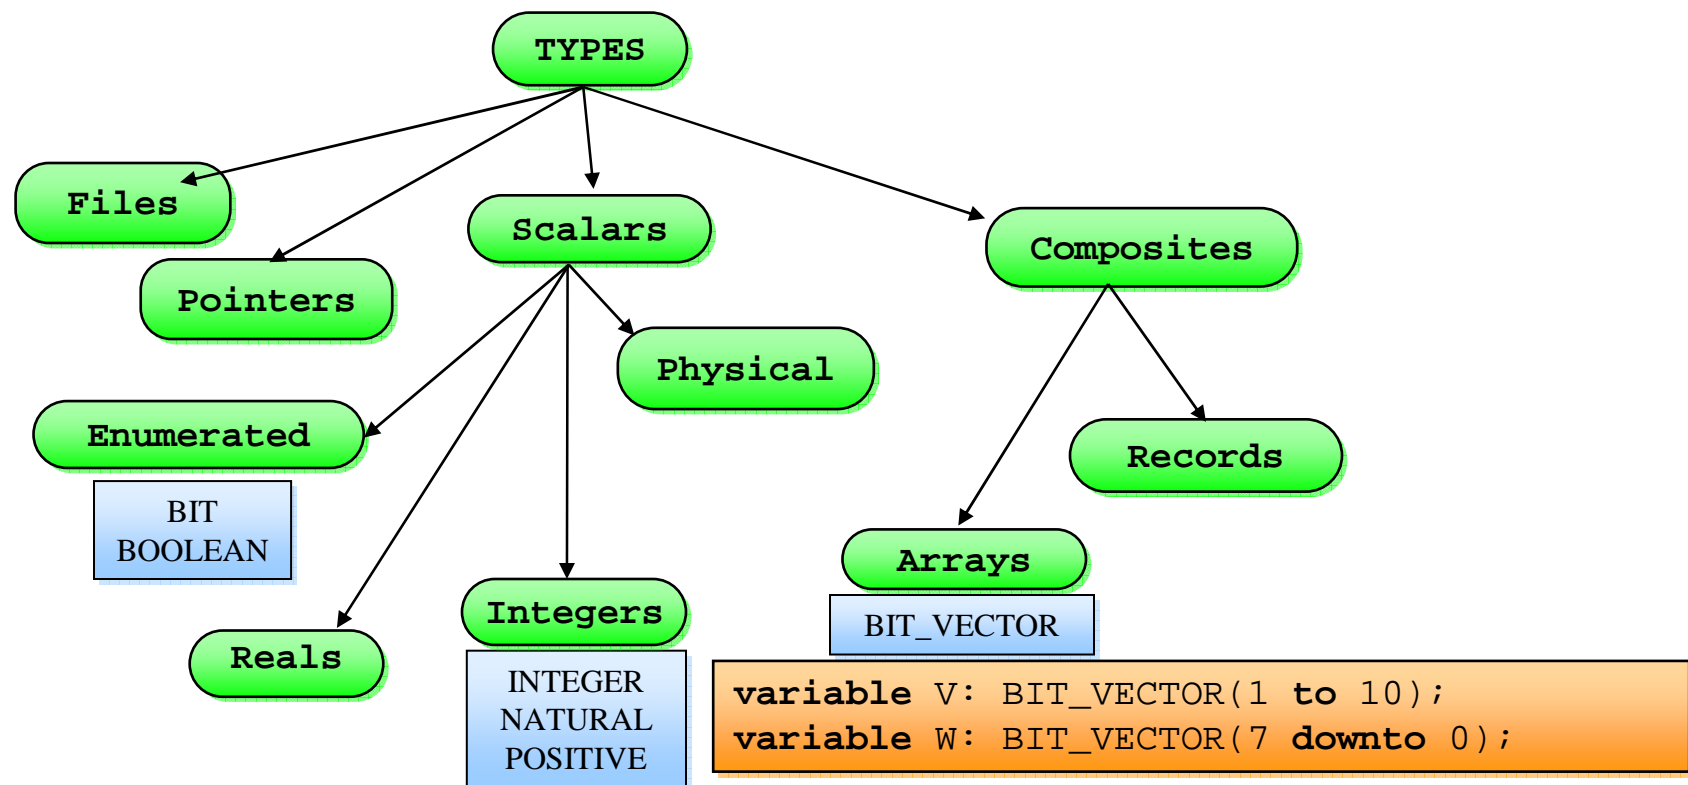 TYPES
Files
Scalars
Composites
Pointers
Physical
Enumerated
Records
BIT
BOOLEAN
Arrays
Integers
BIT_VECTOR
Reals
INTEGER
NATURAL
POSITIVE
variable V: BIT_VECTOR(1 to 10);
variable W: BIT_VECTOR(7 downto 0);